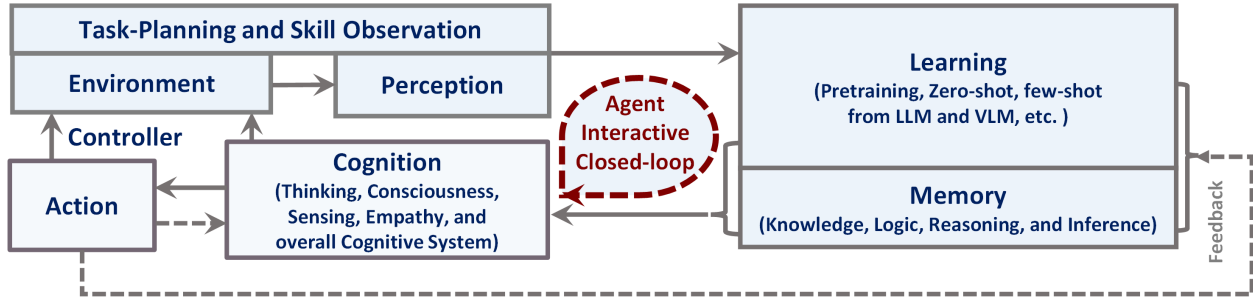 Task-Planning and Skill Observation
Environment
Perception
Controller
Action
Cognition
(Thinking, Consciousness,
Sensing, Empathy, and
overall Cognitive System)
Agent
Interactive
Closed-loop
Learning
(Pretraining, Zero-shot, few-shot
from LLM and VLM, etc. )
Memory
(Knowledge, Logic, Reasoning, and Inference)
Feedback